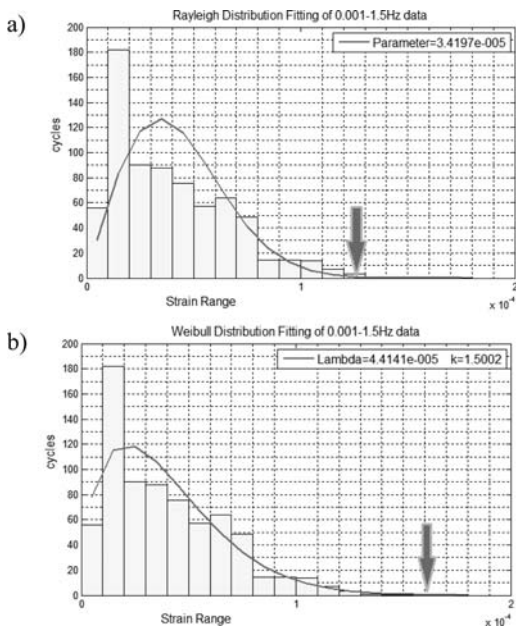 a)
Rayleigh Distribution Fitting of 0.001-1.5Hz data
Parameter=3.4197e-005
cycles
200
180
160
140
120
100
80
60
40
20
0
0
1
2
Strain Range
x 10⁻⁴
b)
Weibull Distribution Fitting of 0.001-1.5Hz data
Lambda=4.4141e-005 k=1.5002
cycles
200
180
160
140
120
100
80
60
40
20
0
0
1
2
Strain Range
x 10⁻⁴